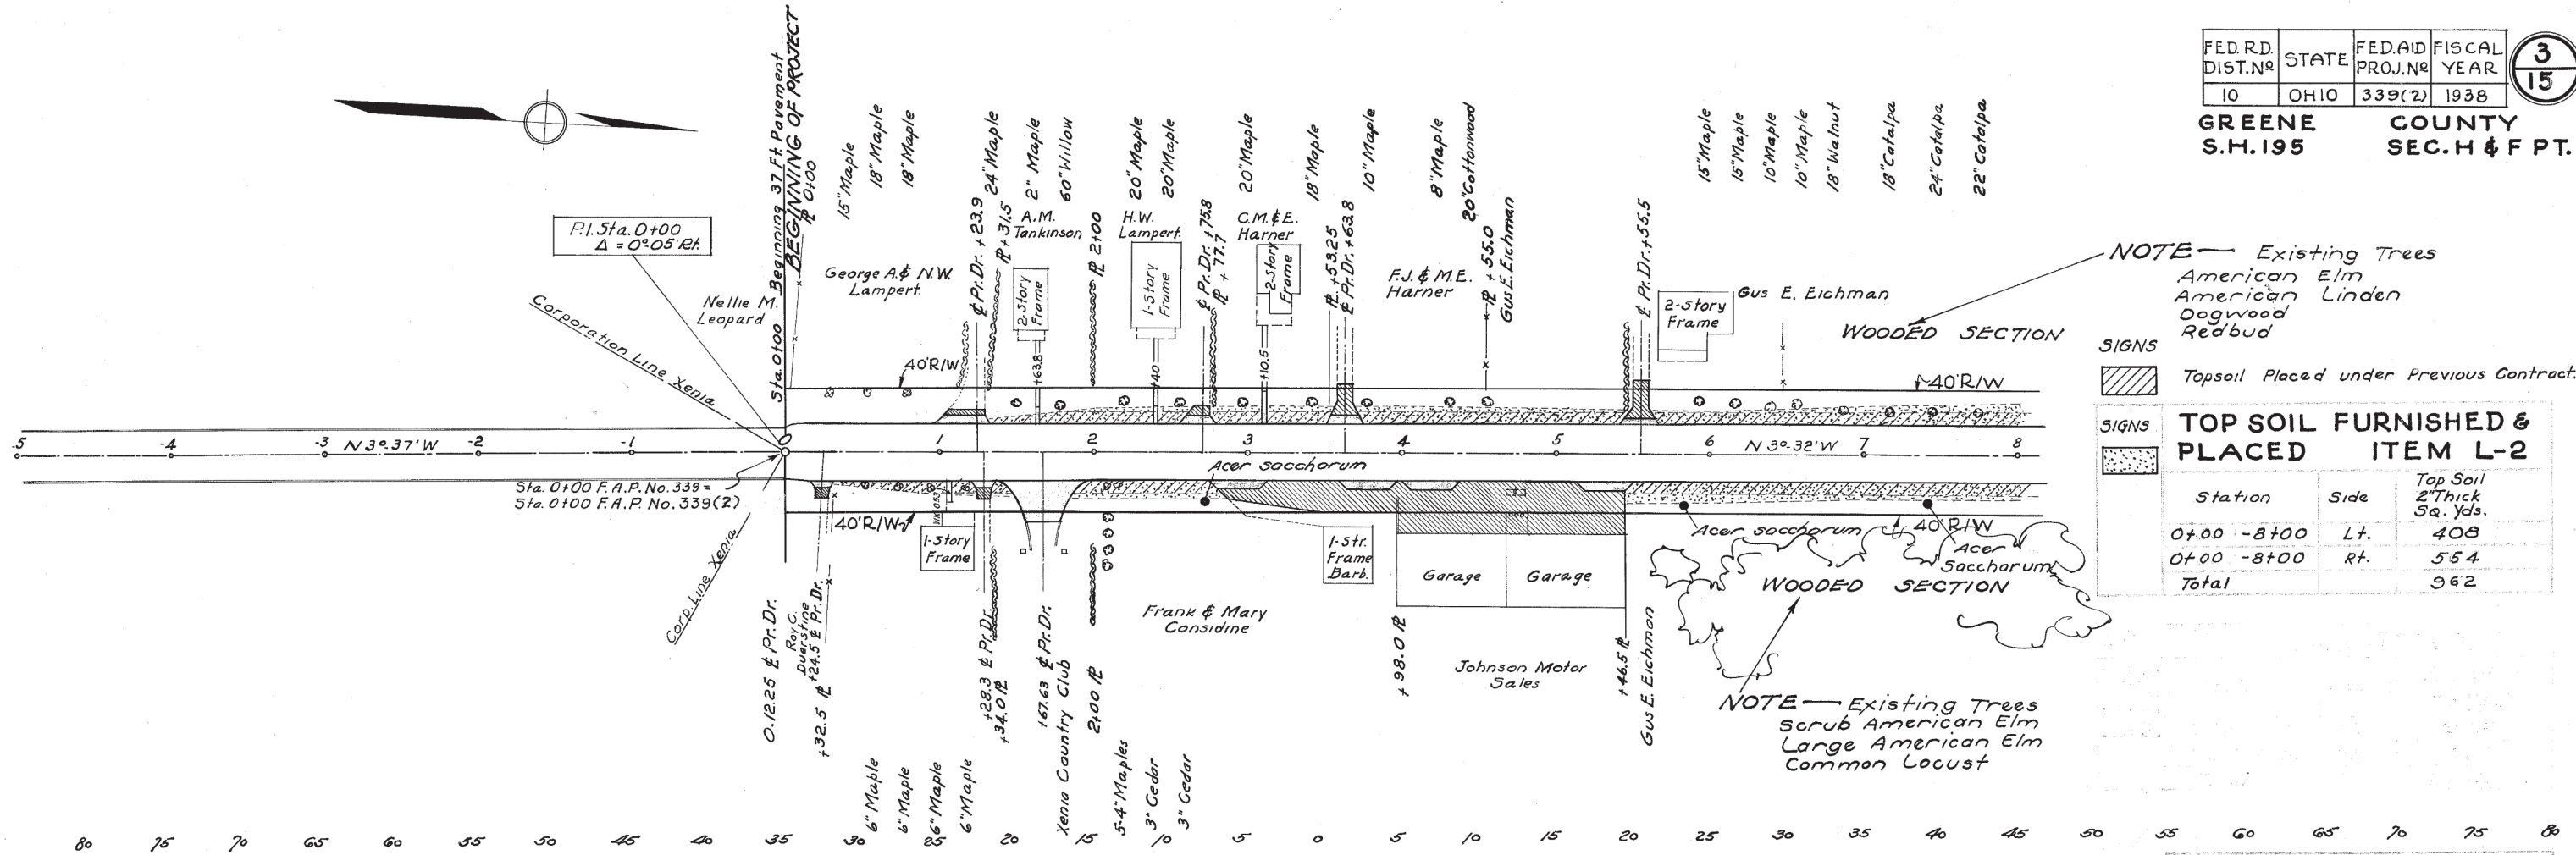 FED. RD. DIST. Nº STATE FED. AID PROJ. Nº FISCAL YEAR
10 OHIO 339(2) 1938
3
15
GREENE COUNTY
S.H. 195 SEC. H & F PT.
Sta. 0+00 Beginning 37 Ft. Pavement
BEGINNING OF PROJECT
⅊ 0+00
15" Maple
18" Maple
18" Maple
₵ Pr. Dr. +23.9
24" Maple
⅊ +31.5
2" Maple
60" Willow
⅊ 2+00
20" Maple
20" Maple
₵ Pr. Dr. +75.8
⅊ +77.7
20" Maple
18" Maple
⅊ +53.25
₵ Pr. Dr. +63.8
10" Maple
8" Maple
20" Cottonwood
⅊ +55.0
Gus E. Eichman
₵ Pr. Dr. +55.5
15" Maple
15" Maple
10" Maple
10" Maple
18" Walnut
18" Catalpa
24" Catalpa
22" Catalpa
P.I. Sta. 0+00
Δ = 0°05' Rt.
Corporation Line Xenia
Nellie M.
Leopard
George A. & N.W.
Lampert
A.M.
Tankinson
2-Story
Frame
H.W.
Lampert
1-Story
Frame
C.M. & E.
Harner
2-Story
Frame
F.J. & M.E.
Harner
2-Story
Frame
Gus E. Eichman
WOODED SECTION
NOTE — Existing Trees
American Elm
American Linden
Dogwood
Redbud
SIGNS
Topsoil Placed under Previous Contract.
SIGNS
TOP SOIL FURNISHED &
PLACED ITEM L-2
Station Side Top Soil 2" Thick Sq. Yds.
0+00 - 8+00 Lt. 408
0+00 - 8+00 Rt. 554
Total 962
40' R/W
+63.8
+40
+10.5
40' R/W
-5 -4 -3 N 3°-37' W -2 -1 0 1 2 3 4 5 6 N 3°-32' W 7 8
Acer saccharum
Sta. 0+00 F.A.P. No. 339 =
Sta. 0+00 F.A.P. No. 339(2)
Corp. Line Xenia
40' R/W
1-Story
Frame
1-Str.
Frame
Barb.
Garage
Garage
Acer saccharum
40' R/W
Acer
Saccharum
WOODED SECTION
0.12.25 ₵ Pr. Dr.
Roy C.
Duerstine
+24.5 ₵ Pr. Dr.
+32.5 ⅊
+28.3 ₵ Pr. Dr.
+34.0 ⅊
+67.63 ₵ Pr. Dr.
Xenia Country Club
2+00 ⅊
Frank & Mary
Considine
+98.0 ⅊
Johnson Motor
Sales
+46.5 ⅊
Gus E. Eichman
NOTE — Existing Trees
Scrub American Elm
Large American Elm
Common Locust
6" Maple
6" Maple
6" Maple
6" Maple
5-4" Maples
3" Cedar
3" Cedar
80 75 70 65 60 55 50 45 40 35 30 25 20 15 10 5 0 5 10 15 20 25 30 35 40 45 50 55 60 65 70 75 80